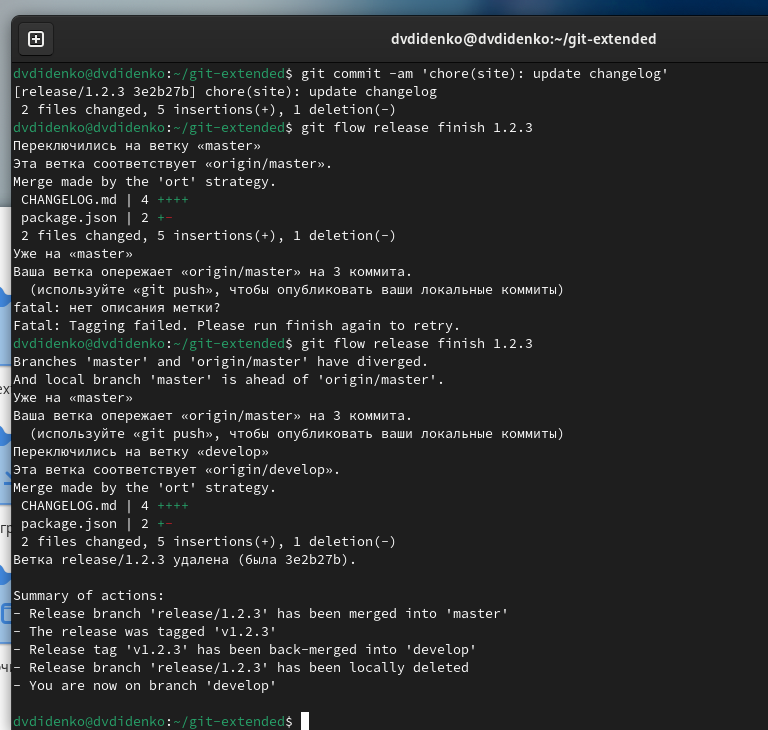 dvdidenko@dvdidenko:~/git-extended
dvdidenko@dvdidenko:~/git-extended$ git commit -am 'chore(site): update changelog'
[release/1.2.3 3e2b27b] chore(site): update changelog
 2 files changed, 5 insertions(+), 1 deletion(-)
dvdidenko@dvdidenko:~/git-extended$ git flow release finish 1.2.3
Переключились на ветку «master»
Эта ветка соответствует «origin/master».
Merge made by the 'ort' strategy.
 CHANGELOG.md | 4 ++++
 package.json | 2 +-
 2 files changed, 5 insertions(+), 1 deletion(-)
Уже на «master»
Ваша ветка опережает «origin/master» на 3 коммита.
  (используйте «git push», чтобы опубликовать ваши локальные коммиты)
fatal: нет описания метки?
Fatal: Tagging failed. Please run finish again to retry.
dvdidenko@dvdidenko:~/git-extended$ git flow release finish 1.2.3
Branches 'master' and 'origin/master' have diverged.
And local branch 'master' is ahead of 'origin/master'.
Уже на «master»
Ваша ветка опережает «origin/master» на 3 коммита.
  (используйте «git push», чтобы опубликовать ваши локальные коммиты)
Переключились на ветку «develop»
Эта ветка соответствует «origin/develop».
Merge made by the 'ort' strategy.
 CHANGELOG.md | 4 ++++
 package.json | 2 +-
 2 files changed, 5 insertions(+), 1 deletion(-)
Ветка release/1.2.3 удалена (была 3e2b27b).
Summary of actions:
- Release branch 'release/1.2.3' has been merged into 'master'
- The release was tagged 'v1.2.3'
- Release tag 'v1.2.3' has been back-merged into 'develop'
- Release branch 'release/1.2.3' has been locally deleted
- You are now on branch 'develop'
dvdidenko@dvdidenko:~/git-extended$